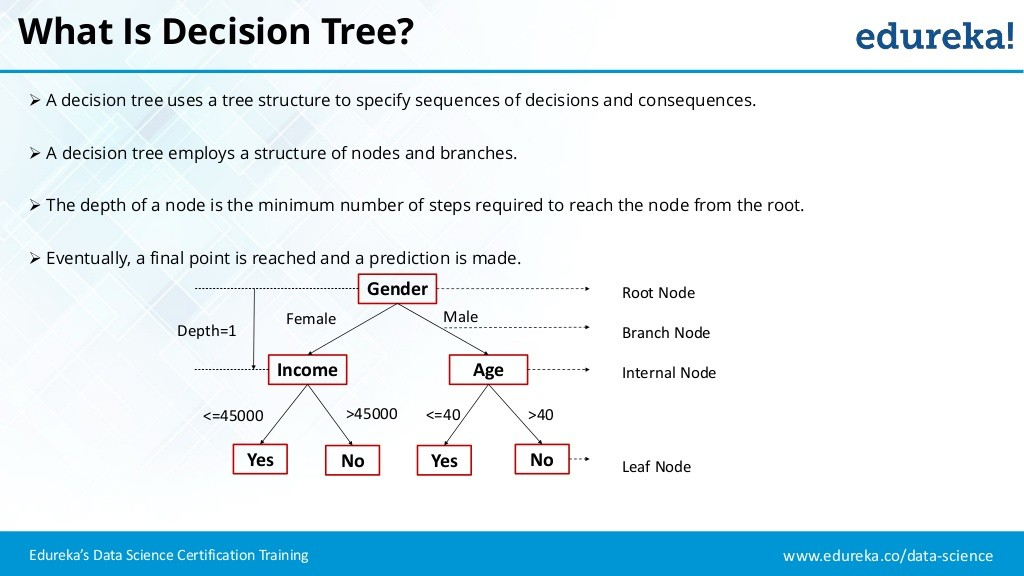 What Is Decision Tree?
edureka!
➢ A decision tree uses a tree structure to specify sequences of decisions and consequences.
➢ A decision tree employs a structure of nodes and branches.
➢ The depth of a node is the minimum number of steps required to reach the node from the root.
➢ Eventually, a final point is reached and a prediction is made.
Gender
Root Node
Female
Male
Depth=1
Branch Node
Income
Age
Internal Node
<=45000
>45000
<=40
>40
Yes
No
Yes
No
Leaf Node
Edureka’s Data Science Certification Training
www.edureka.co/data-science